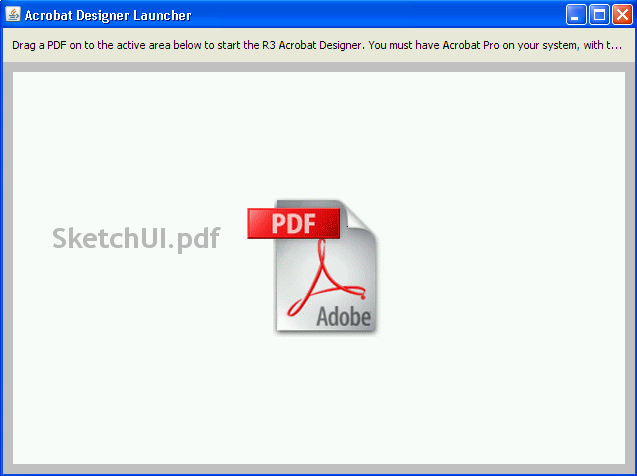 Acrobat Designer Launcher
Drag a PDF on to the active area below to start the R3 Acrobat Designer. You must have Acrobat Pro on your system, with t...
SketchUI.pdf
PDF
Adobe